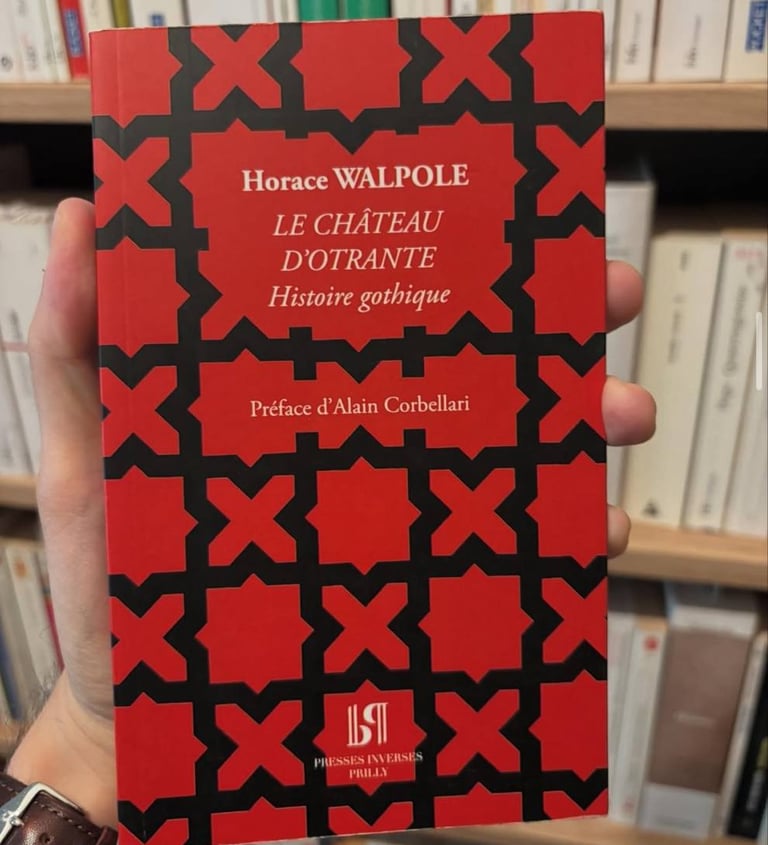 Horace WALPOLE
LE CHÂTEAU
D'OTRANTE
Histoire gothique
Préface d'Alain Corbellari
PRESSES INVERSES
PRILLY